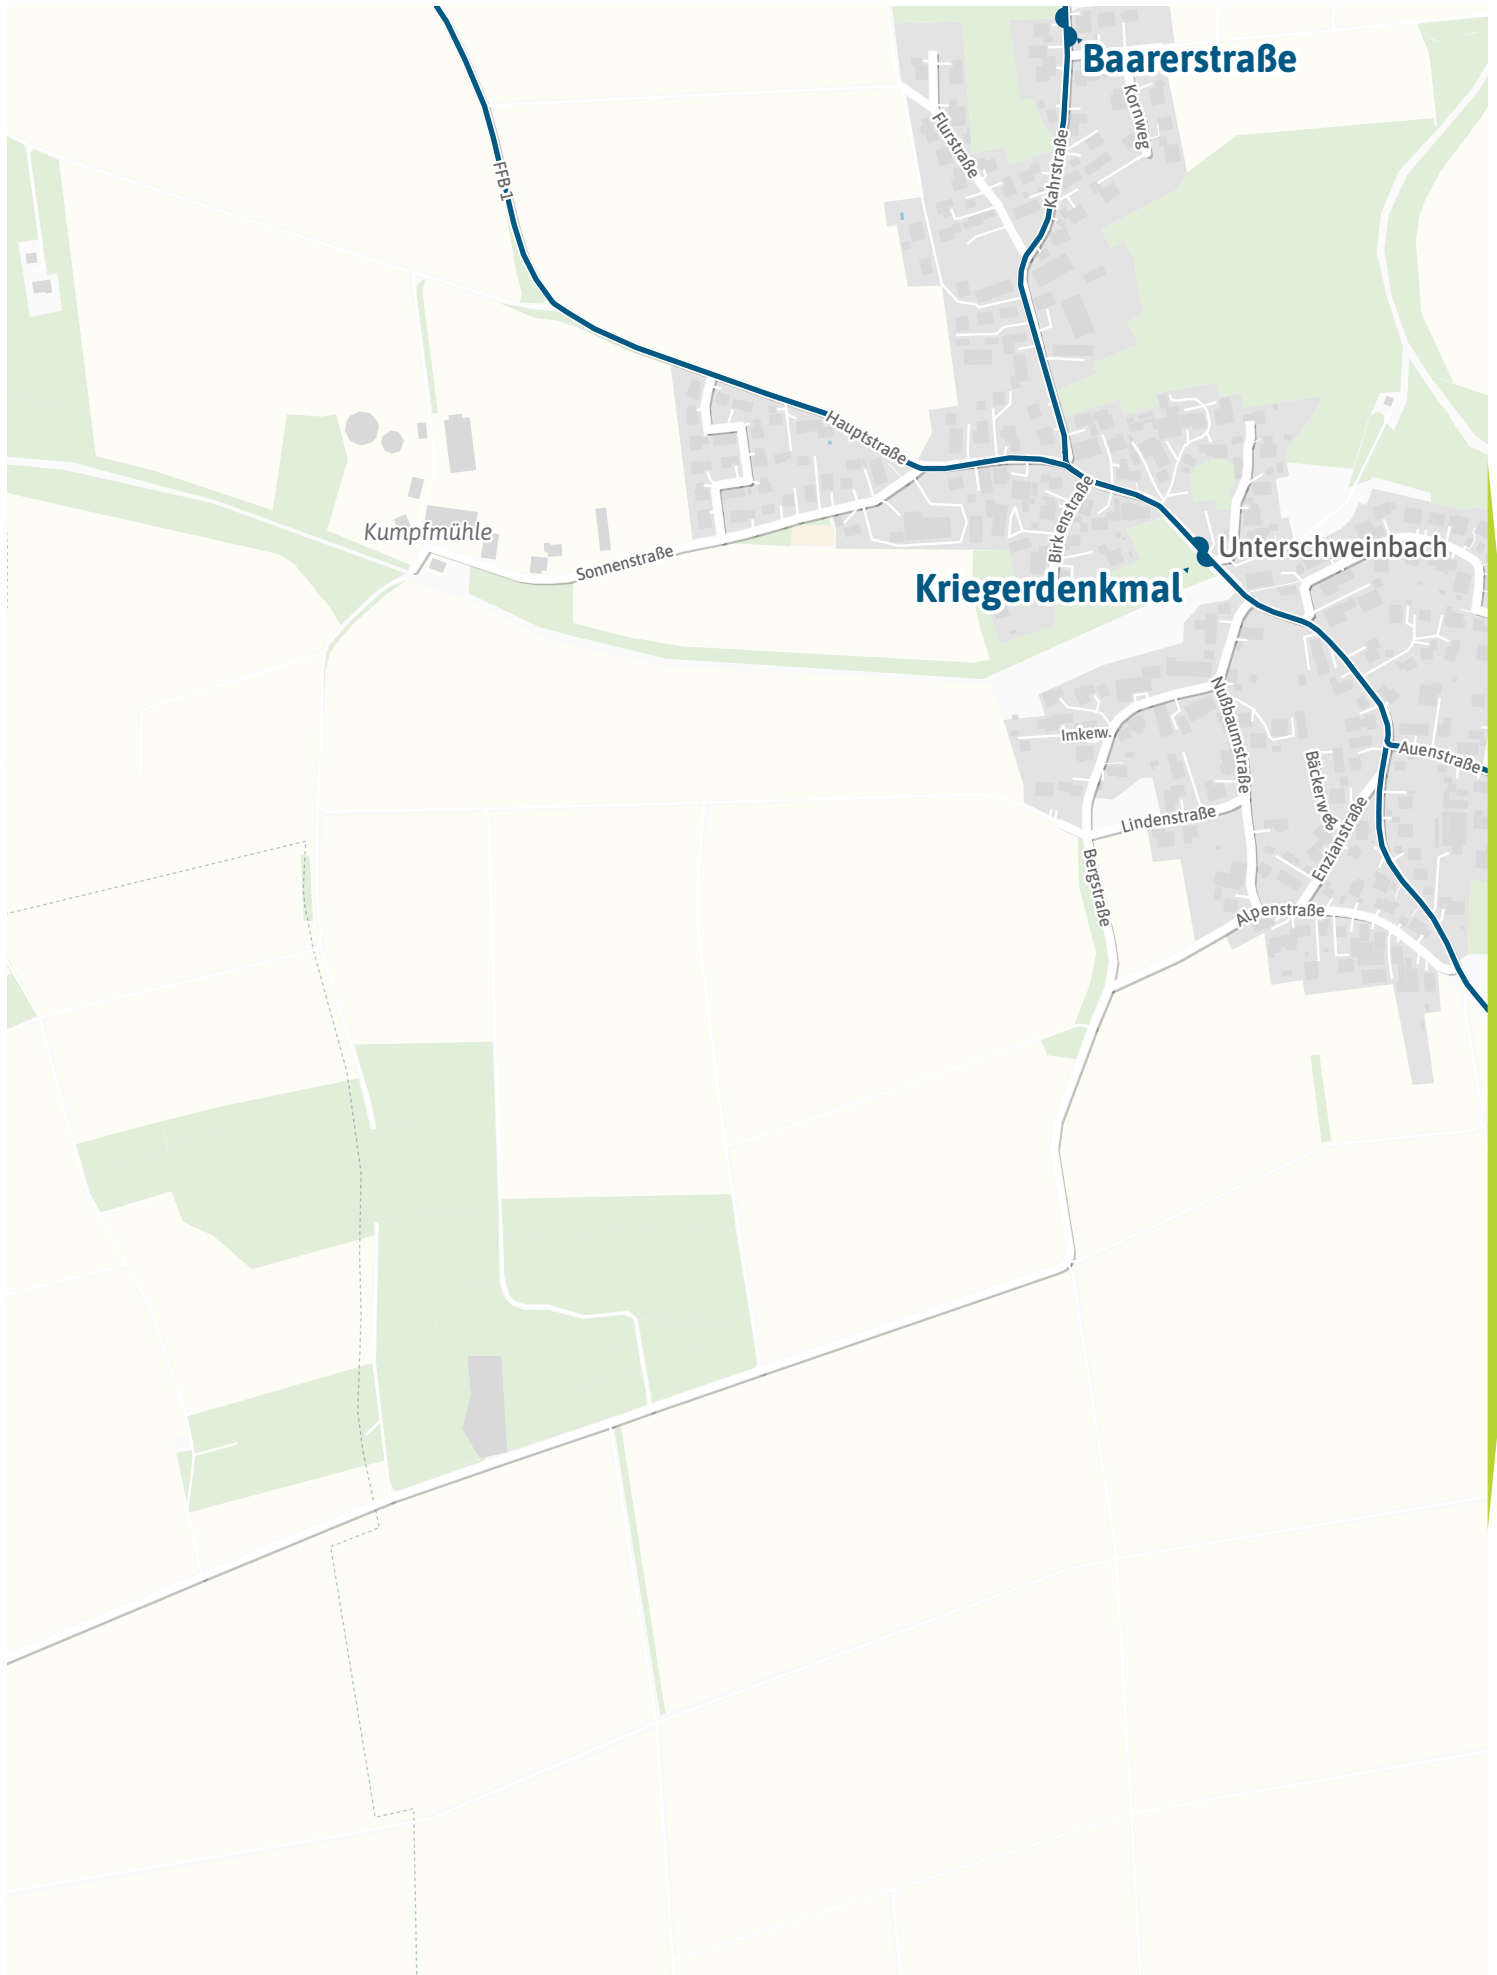 Baarerstraße
Kornweg
Flurstraße
Kahrstraße
FFB 1
Hauptstraße
Birkenstraße
Kumpfmühle
Sonnenstraße
Unterschweinbach
Kriegerdenkmal
Nußbaumstraße
Imkerw.
Auenstraße
Bäckerweg
Lindenstraße
Enzianstraße
Bergstraße
Alpenstraße